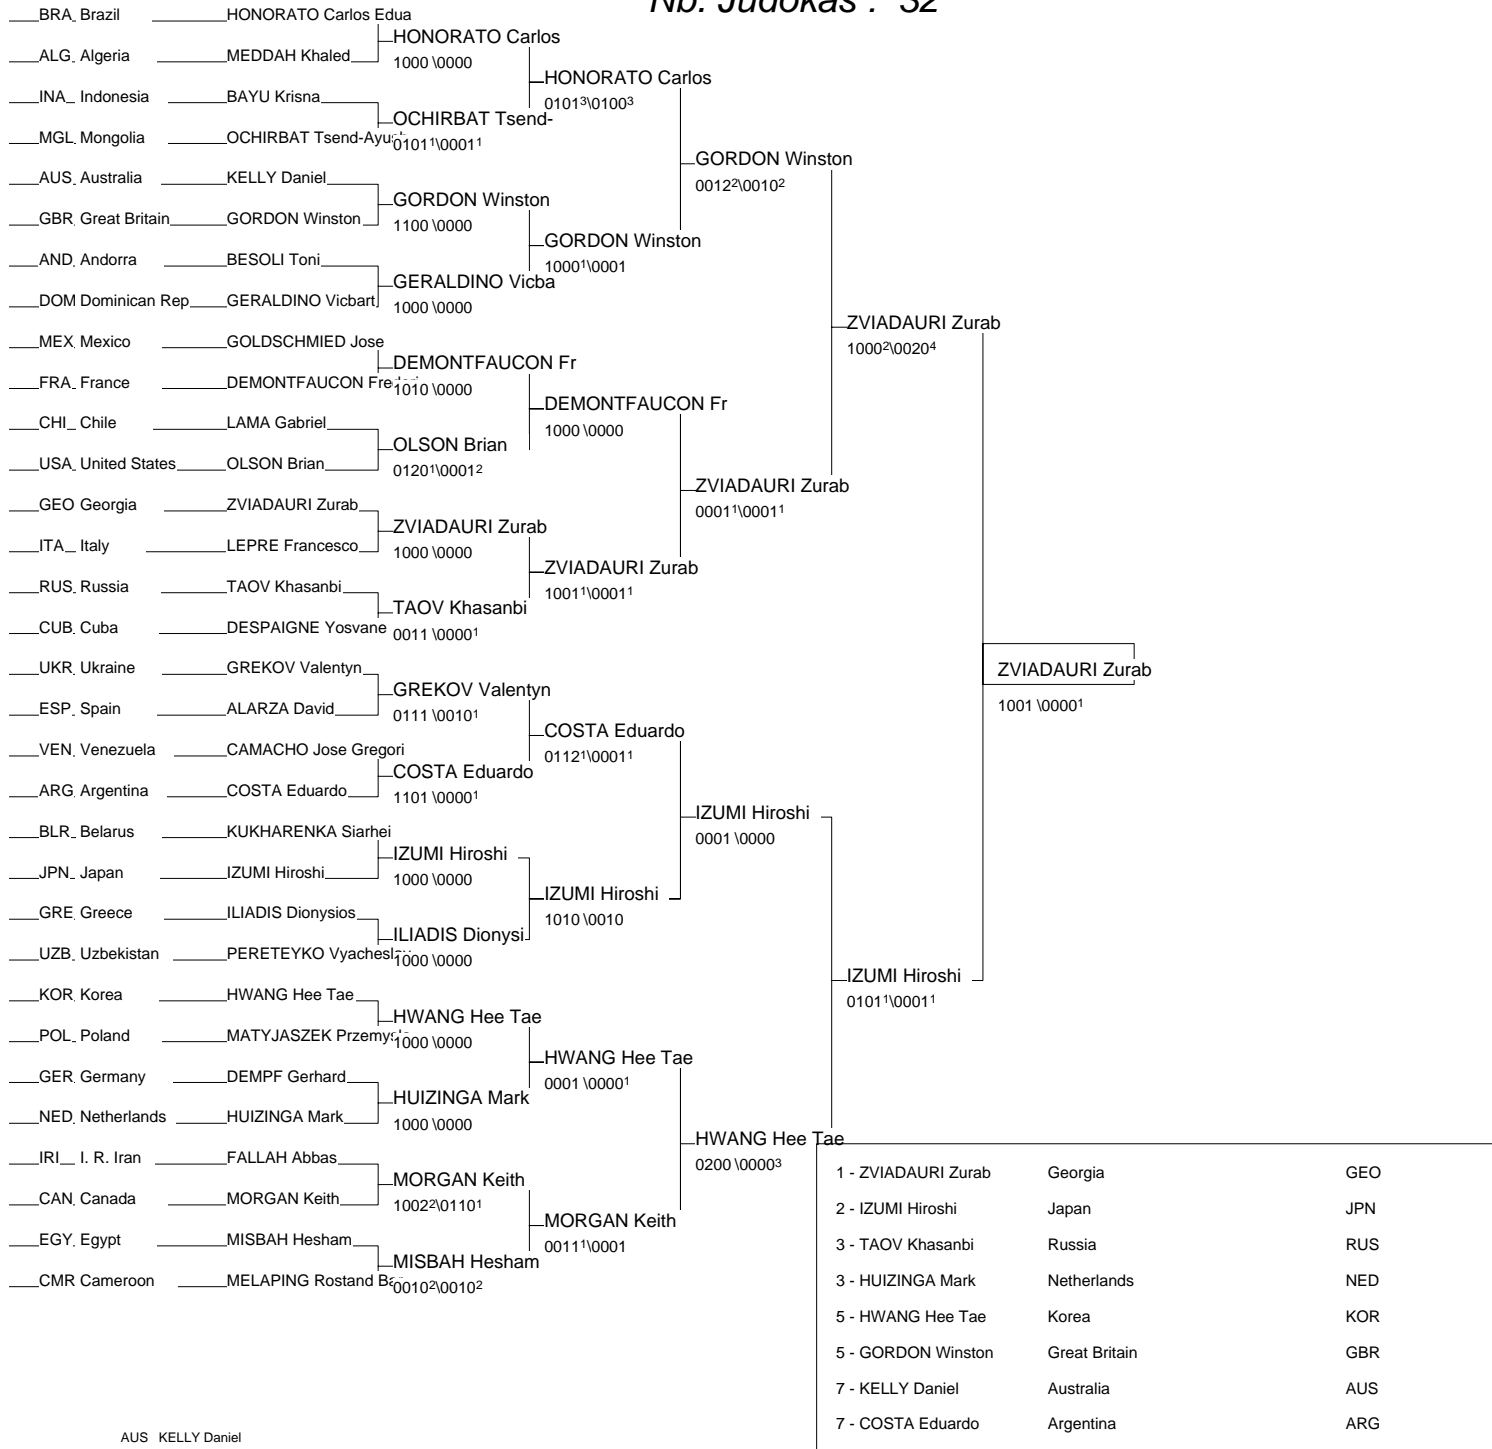 Nb. Judokas : 32
BRA Brazil HONORATO Carlos Edua
HONORATO Carlos
ALG Algeria MEDDAH Khaled
1000 \0000
HONORATO Carlos
INA Indonesia BAYU Krisna
0101³\0100³
OCHIRBAT Tsend-
MGL Mongolia OCHIRBAT Tsend-Ayu
0101¹\0001¹
GORDON Winston
AUS Australia KELLY Daniel
0012²\0010²
GORDON Winston
GBR Great Britain GORDON Winston
1100 \0000
GORDON Winston
AND Andorra BESOLI Toni
1000¹\0001
GERALDINO Vicba
DOM Dominican Rep GERALDINO Vicbart
1000 \0000
ZVIADAURI Zurab
MEX Mexico GOLDSCHMIED Jose
1000²\0020⁴
DEMONTFAUCON Fr
FRA France DEMONTFAUCON Frederi
1010 \0000
DEMONTFAUCON Fr
CHI Chile LAMA Gabriel
1000 \0000
OLSON Brian
USA United States OLSON Brian
0120¹\0001²
ZVIADAURI Zurab
GEO Georgia ZVIADAURI Zurab
0001¹\0001¹
ZVIADAURI Zurab
ITA Italy LEPRE Francesco
1000 \0000
ZVIADAURI Zurab
RUS Russia TAOV Khasanbi
1001¹\0001¹
TAOV Khasanbi
CUB Cuba DESPAIGNE Yosvane
0011 \0000¹
ZVIADAURI Zurab
1001 \0000¹
UKR Ukraine GREKOV Valentyn
GREKOV Valentyn
ESP Spain ALARZA David
0111 \0010¹
COSTA Eduardo
VEN Venezuela CAMACHO Jose Gregori
0112¹\0001¹
COSTA Eduardo
ARG Argentina COSTA Eduardo
1101 \0000¹
IZUMI Hiroshi
BLR Belarus KUKHARENKA Siarhei
0001 \0000
IZUMI Hiroshi
JPN Japan IZUMI Hiroshi
1000 \0000
IZUMI Hiroshi
GRE Greece ILIADIS Dionysios
1010 \0010
ILIADIS Dionysi
UZB Uzbekistan PERETEYKO Vyacheslav
1000 \0000
IZUMI Hiroshi
KOR Korea HWANG Hee Tae
0101¹\0001¹
HWANG Hee Tae
POL Poland MATYJASZEK Przemysla
1000 \0000
HWANG Hee Tae
GER Germany DEMPF Gerhard
0001 \0000¹
HUIZINGA Mark
NED Netherlands HUIZINGA Mark
1000 \0000
HWANG Hee Tae
IRI I. R. Iran FALLAH Abbas
0200 \0000³
MORGAN Keith
CAN Canada MORGAN Keith
1002²\0110¹
MORGAN Keith
EGY Egypt MISBAH Hesham
0011¹\0001
MISBAH Hesham
CMR Cameroon MELAPING Rostand Ba
0010²\0010²
1 - ZVIADAURI Zurab Georgia GEO
2 - IZUMI Hiroshi Japan JPN
3 - TAOV Khasanbi Russia RUS
3 - HUIZINGA Mark Netherlands NED
5 - HWANG Hee Tae Korea KOR
5 - GORDON Winston Great Britain GBR
7 - KELLY Daniel Australia AUS
7 - COSTA Eduardo Argentina ARG
AUS KELLY Daniel